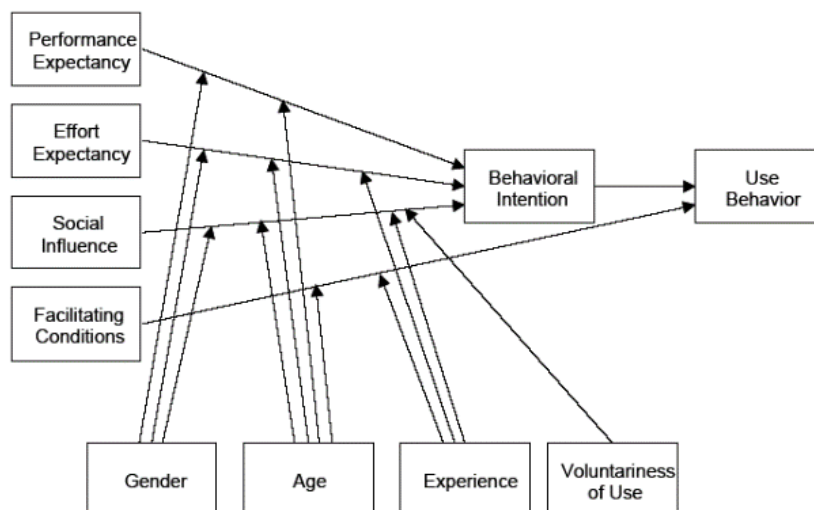 Performance
Expectancy
Effort
Expectancy
Social
Influence
Facilitating
Conditions
Behavioral
Intention
Use
Behavior
Gender
Age
Experience
Voluntariness
of Use